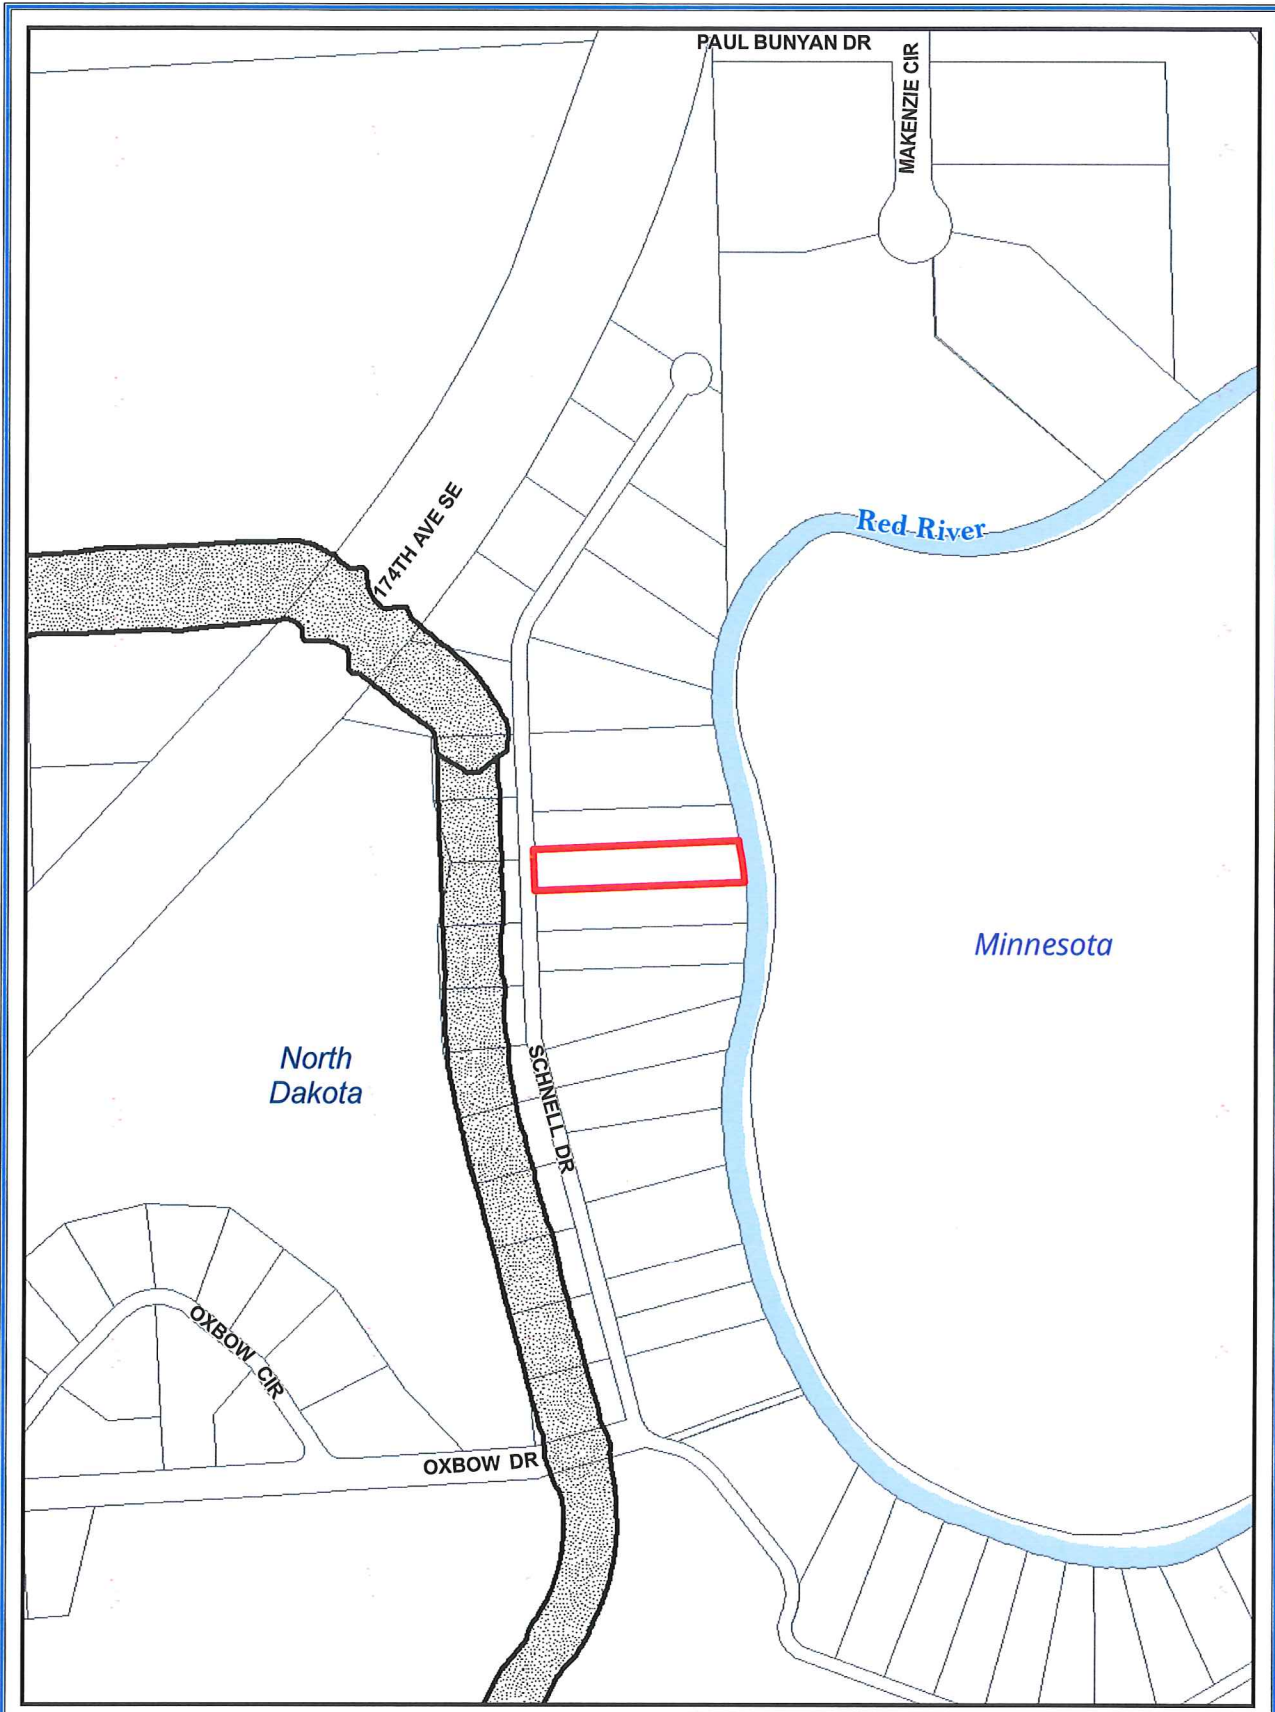 PAUL BUNYAN DR
MAKENZIE CIR
174TH AVE SE
Red River
Minnesota
North
Dakota
SCHNELL DR
OXBOW CIR
OXBOW DR